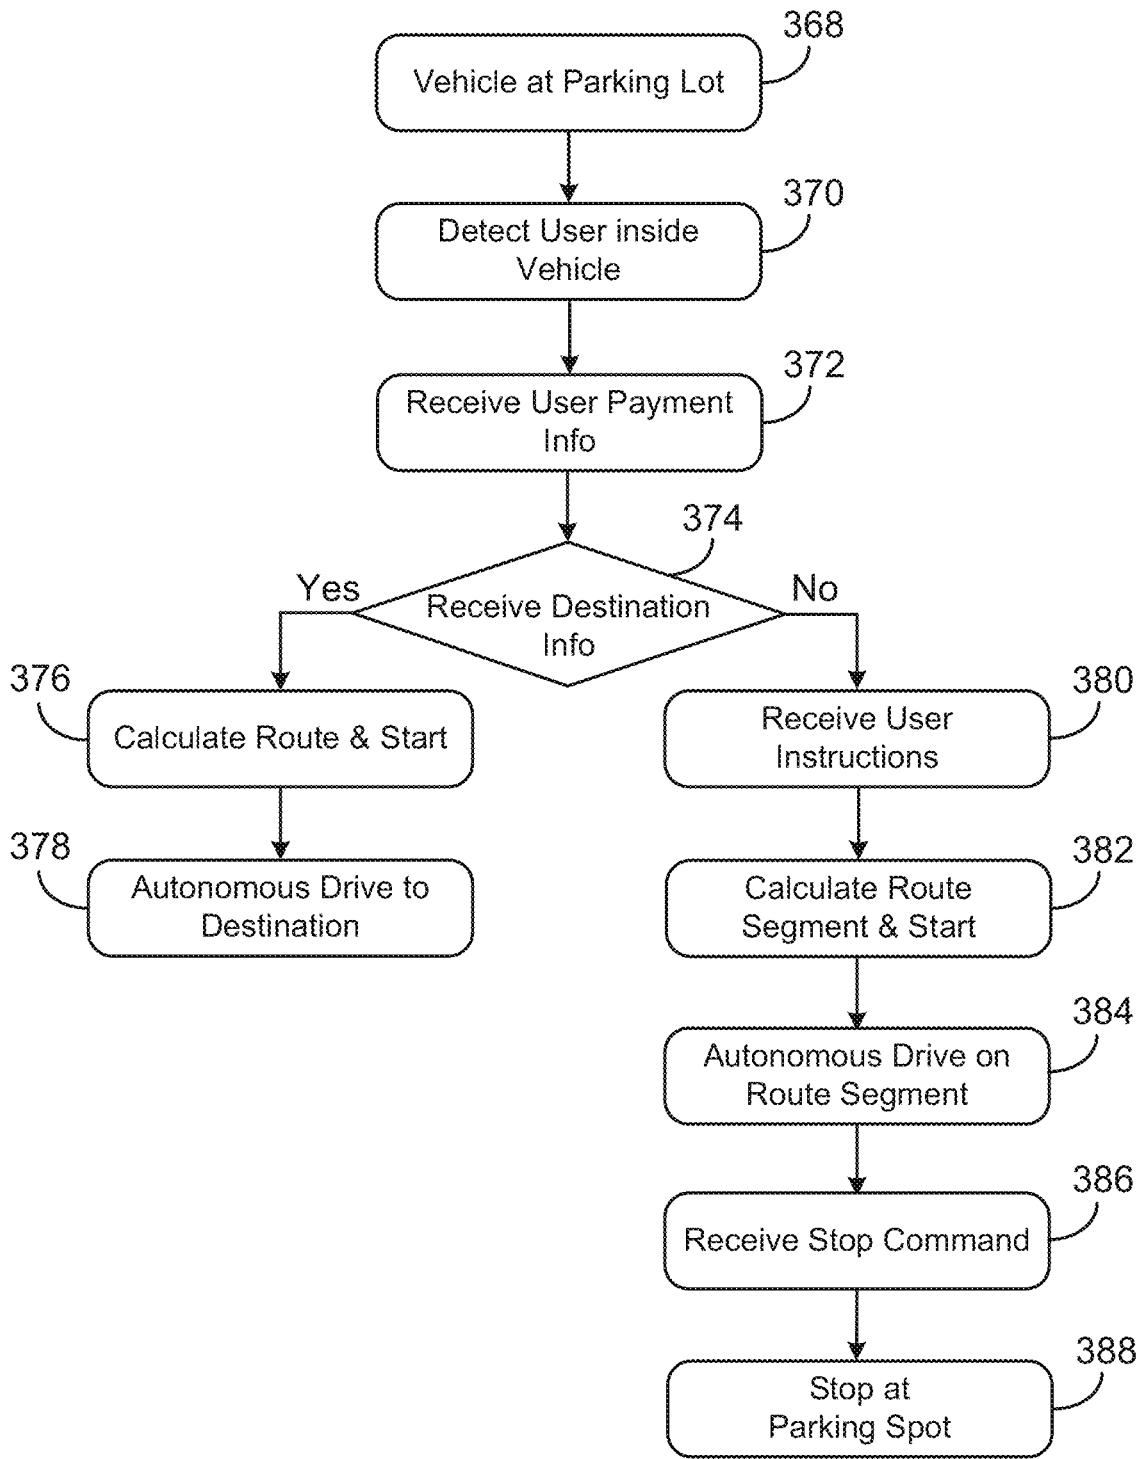 368
Vehicle at Parking Lot
370
Detect User inside
Vehicle
372
Receive User Payment
Info
374
Yes
No
Receive Destination
Info
376
Calculate Route & Start
378
Autonomous Drive to
Destination
380
Receive User
Instructions
382
Calculate Route
Segment & Start
384
Autonomous Drive on
Route Segment
386
Receive Stop Command
388
Stop at
Parking Spot